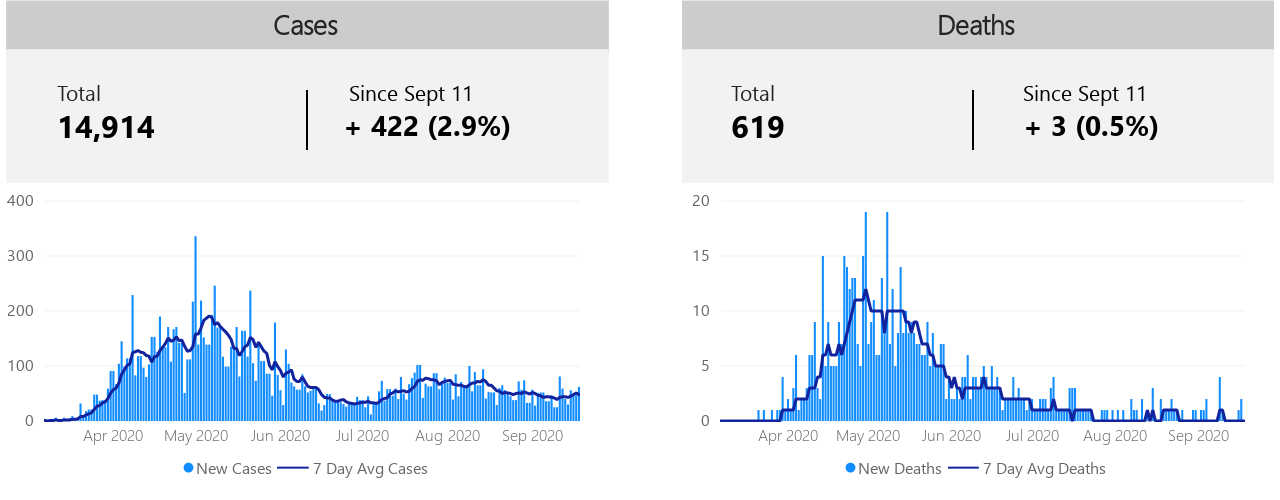 Cases
Total
14,914
Since Sept 11
+ 422 (2.9%)
400
300
200
100
0
Apr 2020 May 2020 Jun 2020 Jul 2020 Aug 2020 Sep 2020
New Cases 7 Day Avg Cases
Deaths
Total
619
Since Sept 11
+ 3 (0.5%)
20
15
10
5
0
Apr 2020 May 2020 Jun 2020 Jul 2020 Aug 2020 Sep 2020
New Deaths 7 Day Avg Deaths